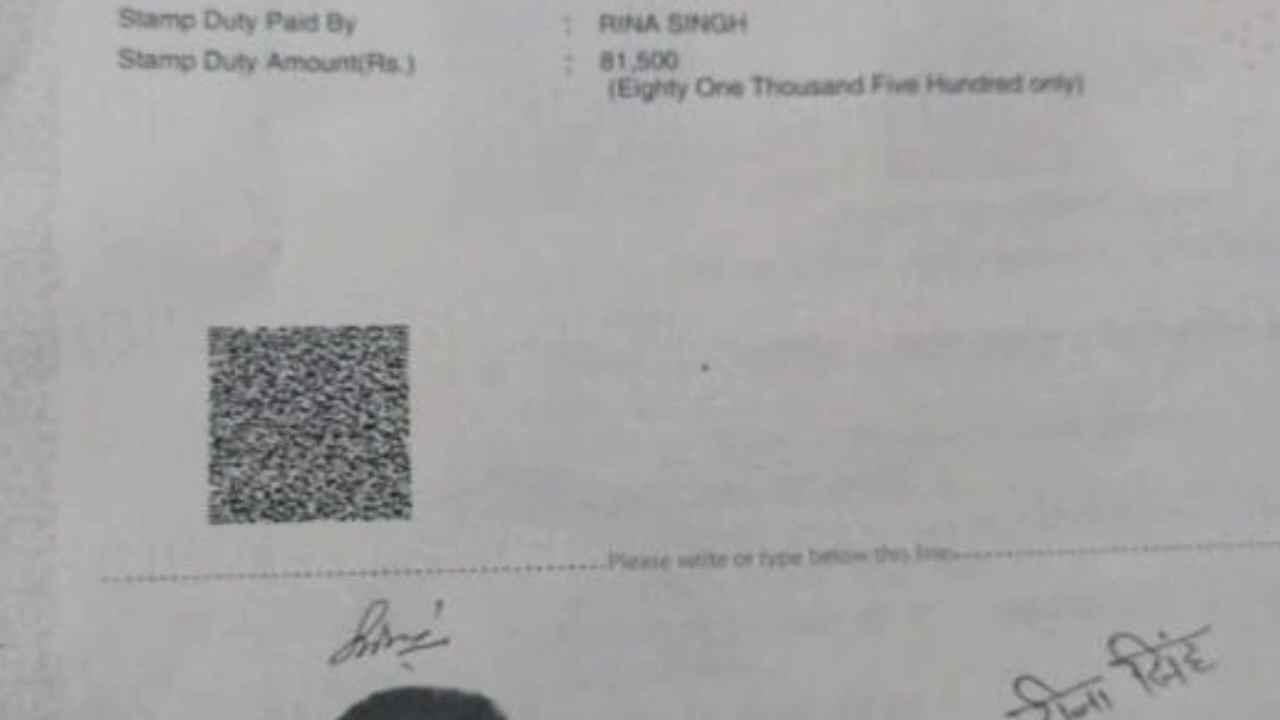 Stamp Duty Paid By : RINA SINGH
Stamp Duty Amount(Rs.) : 81,500
(Eighty One Thousand Five Hundred only)
Please write or type below this line
रीना सिंह